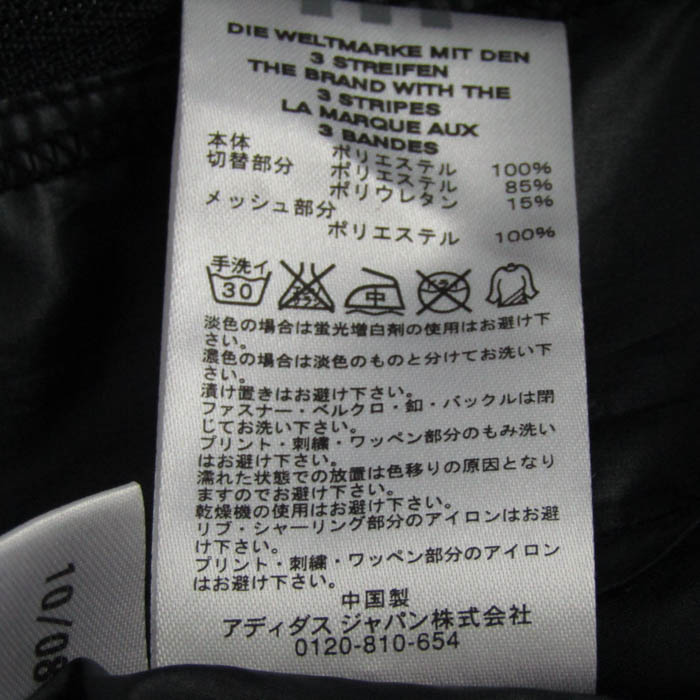 DIE WELTMARKE MIT DEN
3 STREIFEN
THE BRAND WITH THE
3 STRIPES
LA MARQUE AUX
3 BANDES
本体 ポリエステル 100%
切替部分 ポリエステル 85%
ポリウレタン 15%
メッシュ部分
ポリエステル 100%
手洗イ
30
中
淡色の場合は蛍光増白剤の使用はお避け下
さい。
濃色の場合は淡色のものと分けてお洗い下
さい。
漬け置きはお避け下さい。
ファスナー・ベルクロ・釦・バックルは閉
じてお洗い下さい。
プリント・刺繍・ワッペン部分のもみ洗い
はお避け下さい。
濡れた状態での放置は色移りの原因となり
ますのでお避け下さい。
乾燥機の使用はお避け下さい。
リブ・シャーリング部分のアイロンはお避
け下さい。
プリント・刺繍・ワッペン部分のアイロン
はお避け下さい。
中国製
アディダス ジャパン株式会社
0120-810-654
10/08